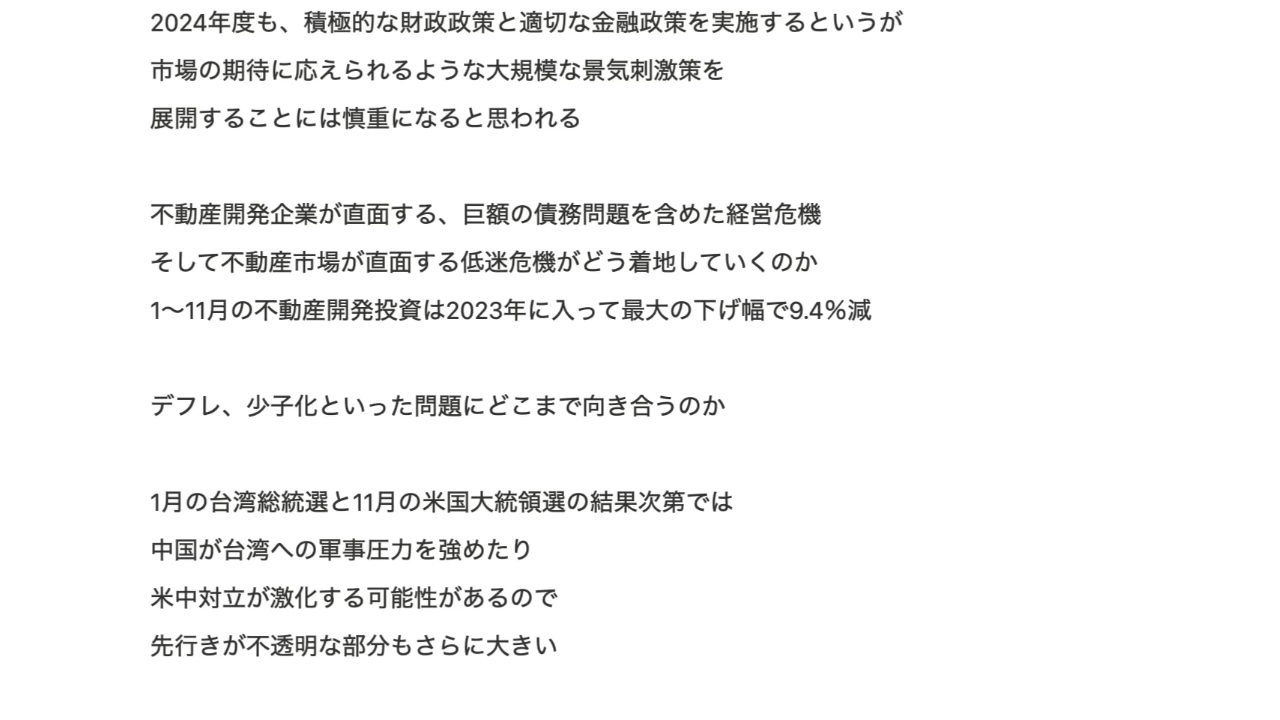 2024年度も、積極的な財政政策と適切な金融政策を実施するというが
市場の期待に応えられるような大規模な景気刺激策を
展開することには慎重になると思われる
不動産開発企業が直面する、巨額の債務問題を含めた経営危機
そして不動産市場が直面する低迷危機がどう着地していくのか
1〜11月の不動産開発投資は2023年に入って最大の下げ幅で9.4%減
デフレ、少子化といった問題にどこまで向き合うのか
1月の台湾総統選と11月の米国大統領選の結果次第では
中国が台湾への軍事圧力を強めたり
米中対立が激化する可能性があるので
先行きが不透明な部分もさらに大きい